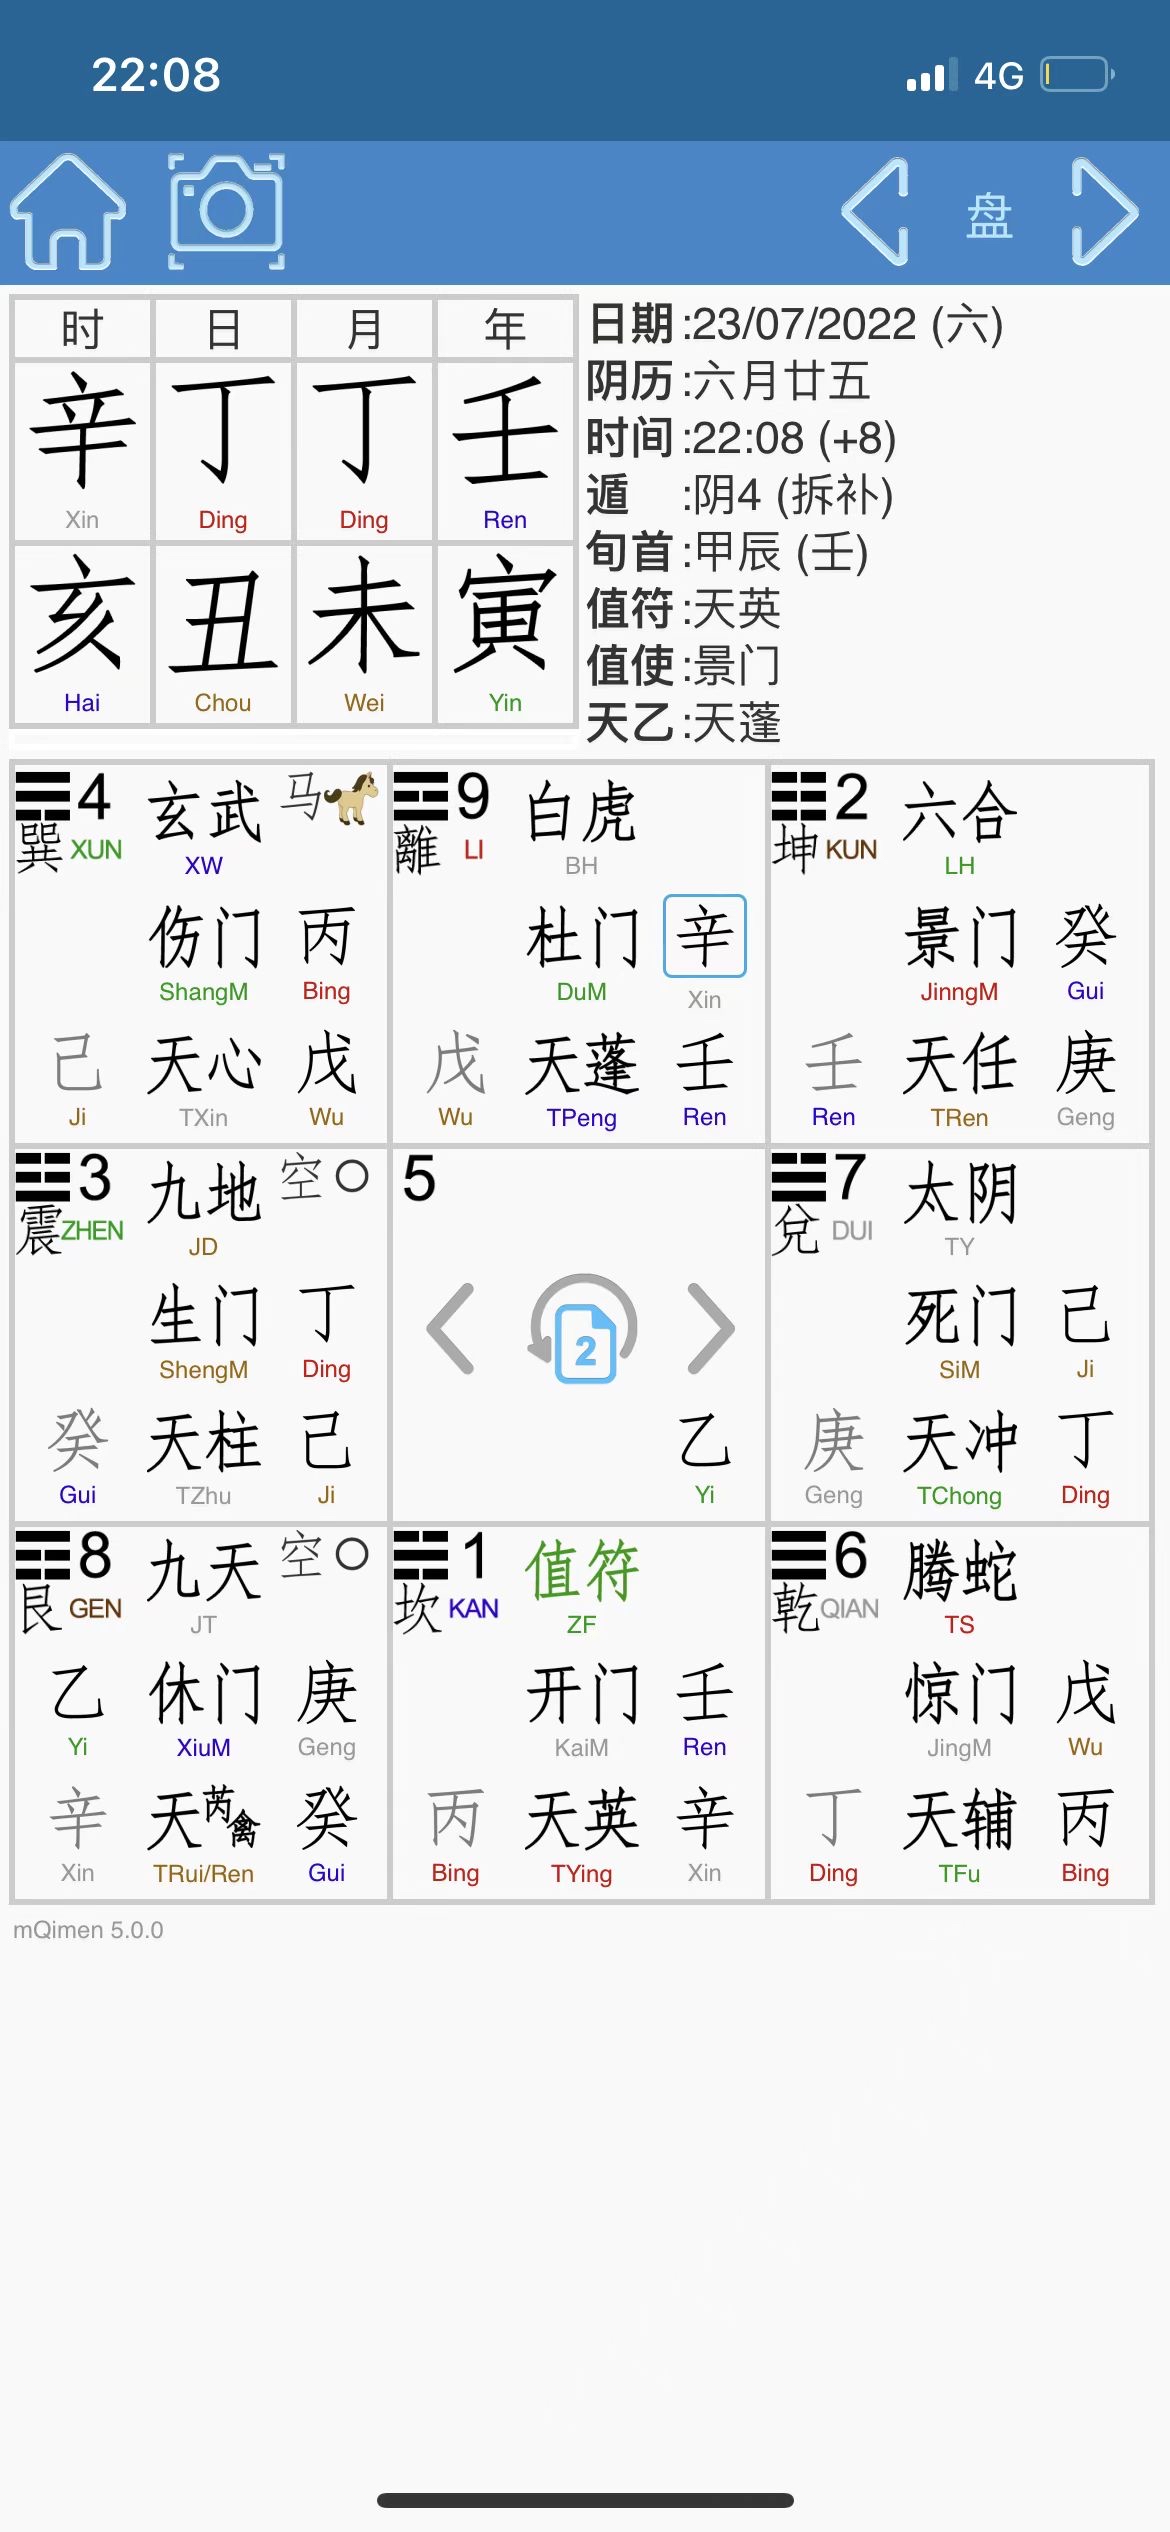 22:08 4G
盘
时 日 月 年
辛 丁 丁 壬
Xin Ding Ding Ren
亥 丑 未 寅
Hai Chou Wei Yin
日期:23/07/2022 (六)
阴历:六月廿五
时间:22:08 (+8)
遁 :阴4 (拆补)
旬首:甲辰 (壬)
值符:天英
值使:景门
天乙:天蓬
4 玄武 马
巽 XUN XW
伤门 丙
ShangM Bing
己 天心 戊
Ji TXin Wu
9 白虎
離 LI BH
杜门 辛
DuM Xin
戊 天蓬 壬
Wu TPeng Ren
2 六合
坤 KUN LH
景门 癸
JinngM Gui
壬 天任 庚
Ren TRen Geng
3 九地 空
震 ZHEN JD
生门 丁
ShengM Ding
癸 天柱 己
Gui TZhu Ji
5
2
乙
Yi
7 太阴
兌 DUI TY
死门 己
SiM Ji
庚 天冲 丁
Geng TChong Ding
8 九天 空
艮 GEN JT
乙 休门 庚
Yi XiuM Geng
辛 天芮禽 癸
Xin TRui/Ren Gui
1 值符
坎 KAN ZF
开门 壬
KaiM Ren
丙 天英 辛
Bing TYing Xin
6 腾蛇
乾 QIAN TS
惊门 戊
JingM Wu
丁 天辅 丙
Ding TFu Bing
mQimen 5.0.0